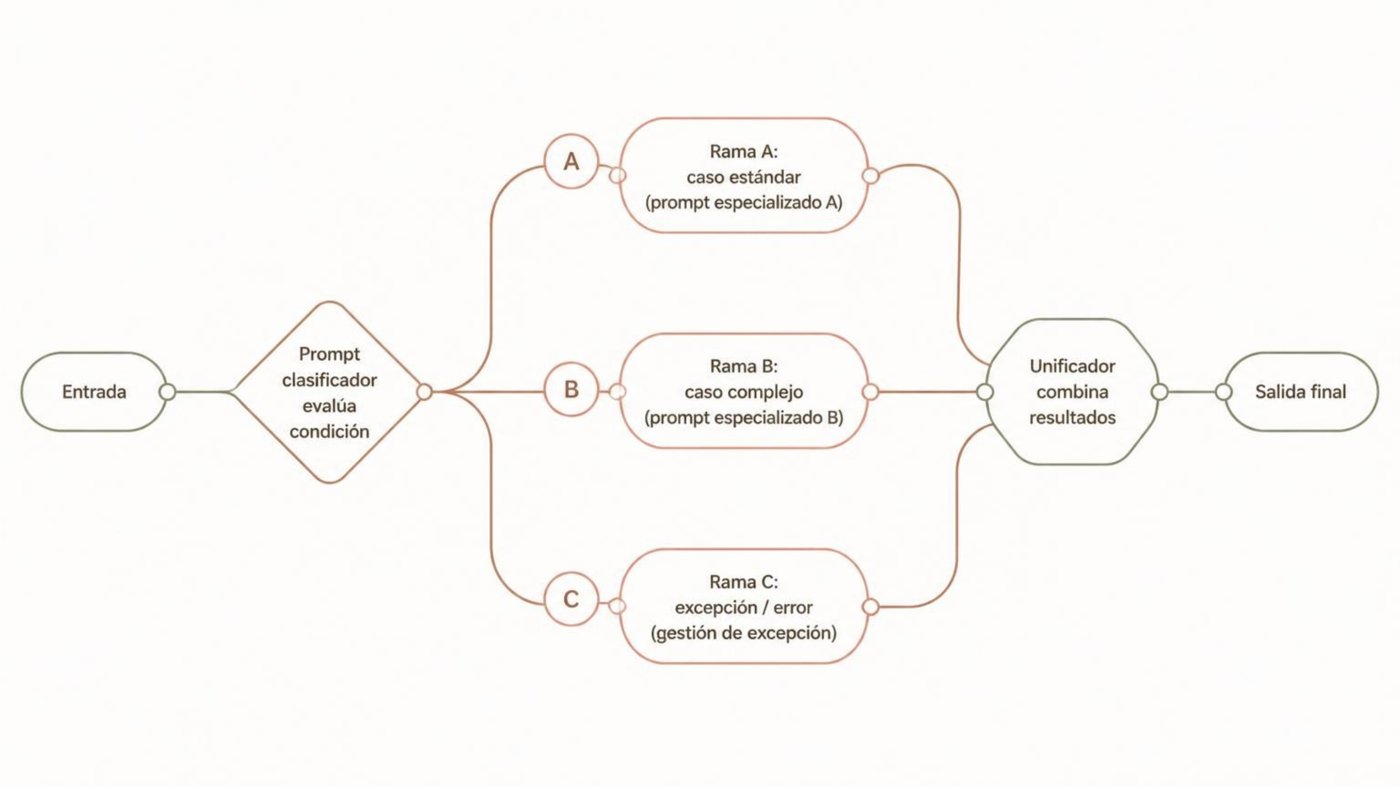 Entrada
Prompt
clasificador
evalúa
condición
A
Rama A:
caso estándar
(prompt especializado A)
B
Rama B:
caso complejo
(prompt especializado B)
C
Rama C:
excepción / error
(gestión de excepción)
Unificador
combina
resultados
Salida final